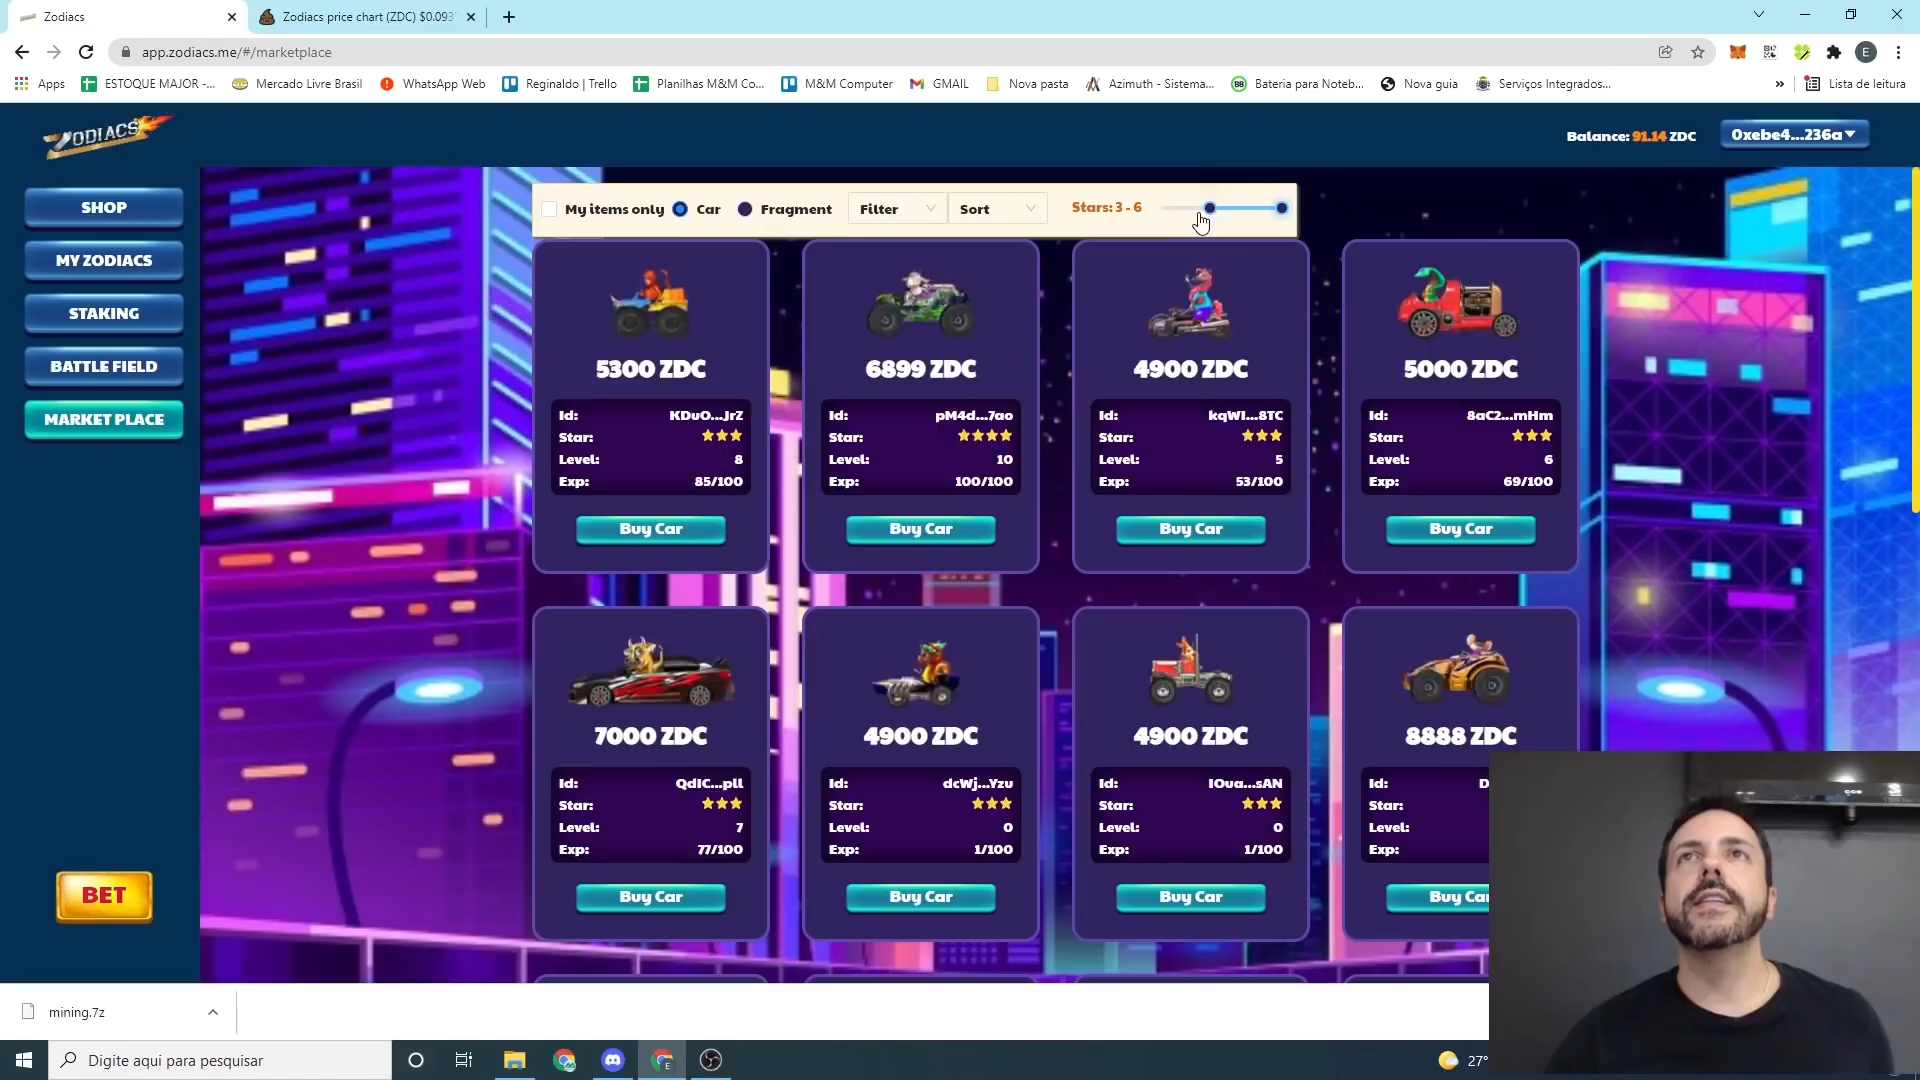 Zodiacs
Zodiacs price chart (ZDC) $0.093
app.zodiacs.me/#/marketplace
E
Apps
ESTOQUE MAJOR -...
Mercado Livre Brasil
WhatsApp Web
Reginaldo | Trello
Planilhas M&M Co...
M&M Computer
GMAIL
Nova pasta
Azimuth - Sistema...
Bateria para Noteb...
Nova guia
Serviços Integrados...
»
Lista de leitura
ZODIACS
Balance: 91.14 ZDC
0xebe4...236a
SHOP
MY ZODIACS
STAKING
BATTLE FIELD
MARKET PLACE
BET
My items only
Car
Fragment
Filter
Sort
Stars: 3 - 6
5300 ZDC
Id: KDuO...JrZ
Star:
Level: 8
Exp: 85/100
Buy Car
6899 ZDC
Id: pM4d...7ao
Star:
Level: 10
Exp: 100/100
Buy Car
4900 ZDC
Id: kqWI...8TC
Star:
Level: 5
Exp: 53/100
Buy Car
5000 ZDC
Id: 8aC2...mHm
Star:
Level: 6
Exp: 69/100
Buy Car
7000 ZDC
Id: QdIC...pll
Star:
Level: 7
Exp: 77/100
Buy Car
4900 ZDC
Id: dcWj...Yzu
Star:
Level: 0
Exp: 1/100
Buy Car
4900 ZDC
Id: IOua...sAN
Star:
Level: 0
Exp: 1/100
Buy Car
8888 ZDC
Id: D
Star:
Level:
Exp:
Buy Car
mining.7z
Digite aqui para pesquisar
27°